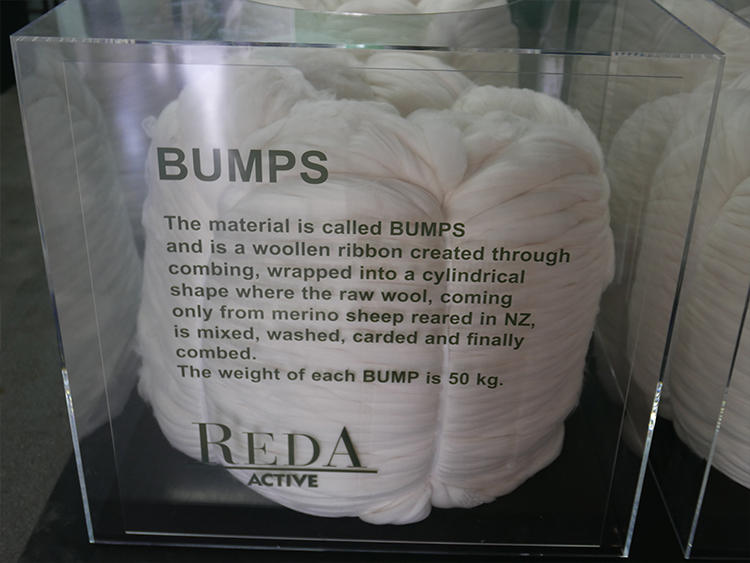 BUMPS
The material is called BUMPS
and is a woollen ribbon created through
combing, wrapped into a cylindrical
shape where the raw wool, coming
only from merino sheep reared in NZ,
is mixed, washed, carded and finally
combed.
The weight of each BUMP is 50 kg.
REDA
ACTIVE